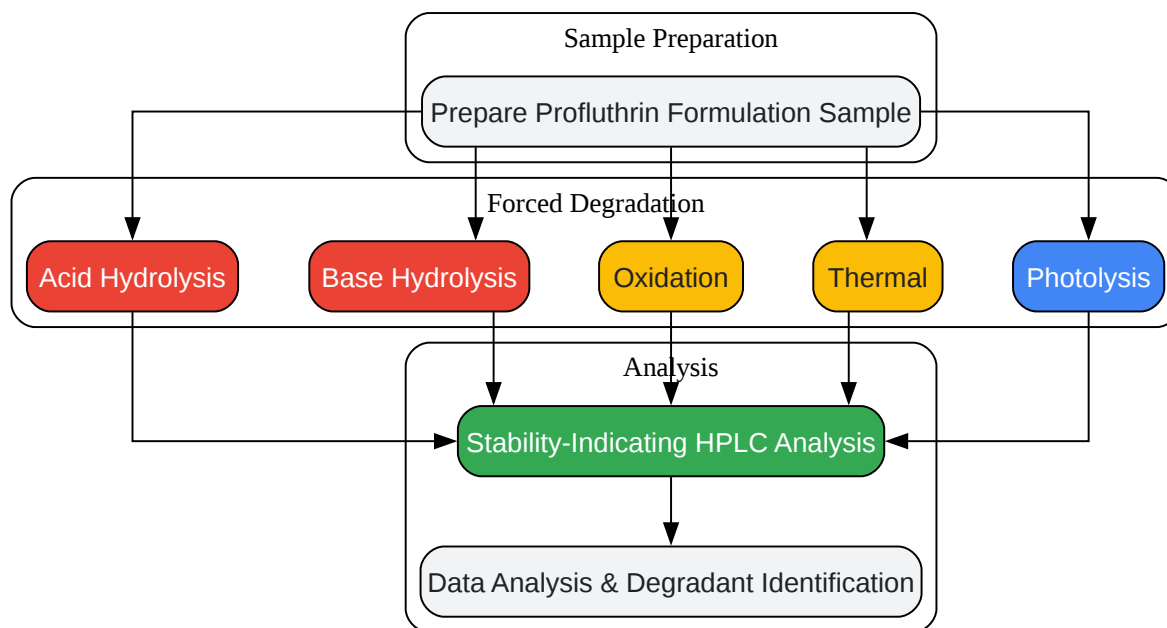 Sample Preparation
Prepare Profluthrin Formulation Sample
Forced Degradation
Acid Hydrolysis
Base Hydrolysis
Oxidation
Thermal
Photolysis
Analysis
Stability-Indicating HPLC Analysis
Data Analysis & Degradant Identification